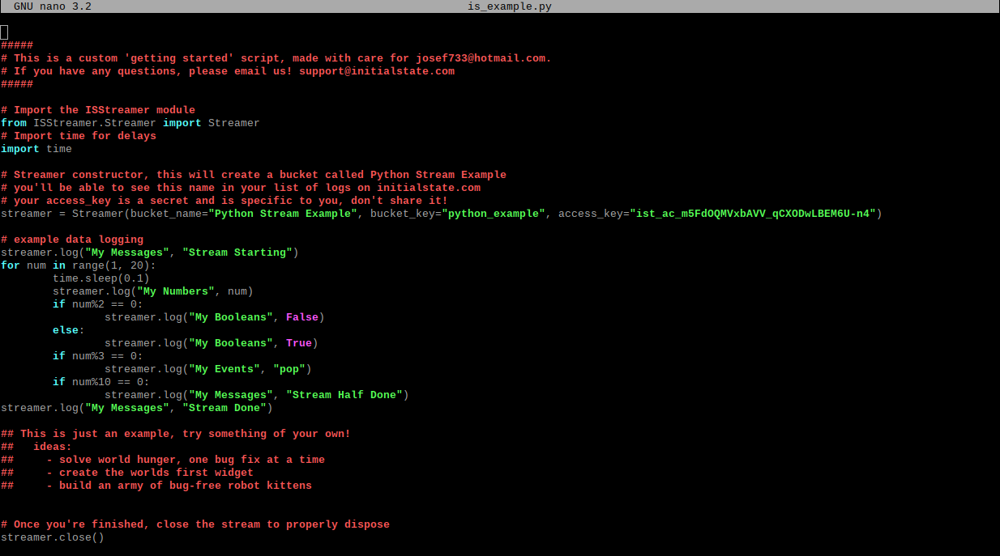 GNU nano 3.2 is_example.py
#####
# This is a custom 'getting started' script, made with care for josef733@hotmail.com.
# If you have any questions, please email us! support@initialstate.com
#####
# Import the ISStreamer module
from ISStreamer.Streamer import Streamer
# Import time for delays
import time
# Streamer constructor, this will create a bucket called Python Stream Example
# you'll be able to see this name in your list of logs on initialstate.com
# your access_key is a secret and is specific to you, don't share it!
streamer = Streamer(bucket_name="Python Stream Example", bucket_key="python_example", access_key="ist_ac_m5FdOQMVxbAVV_qCXODwLBEM6U-n4")
# example data logging
streamer.log("My Messages", "Stream Starting")
for num in range(1, 20):
        time.sleep(0.1)
        streamer.log("My Numbers", num)
        if num%2 == 0:
                streamer.log("My Booleans", False)
        else:
                streamer.log("My Booleans", True)
        if num%3 == 0:
                streamer.log("My Events", "pop")
        if num%10 == 0:
                streamer.log("My Messages", "Stream Half Done")
streamer.log("My Messages", "Stream Done")
## This is just an example, try something of your own!
##   ideas:
##     - solve world hunger, one bug fix at a time
##     - create the worlds first widget
##     - build an army of bug-free robot kittens
# Once you're finished, close the stream to properly dispose
streamer.close()